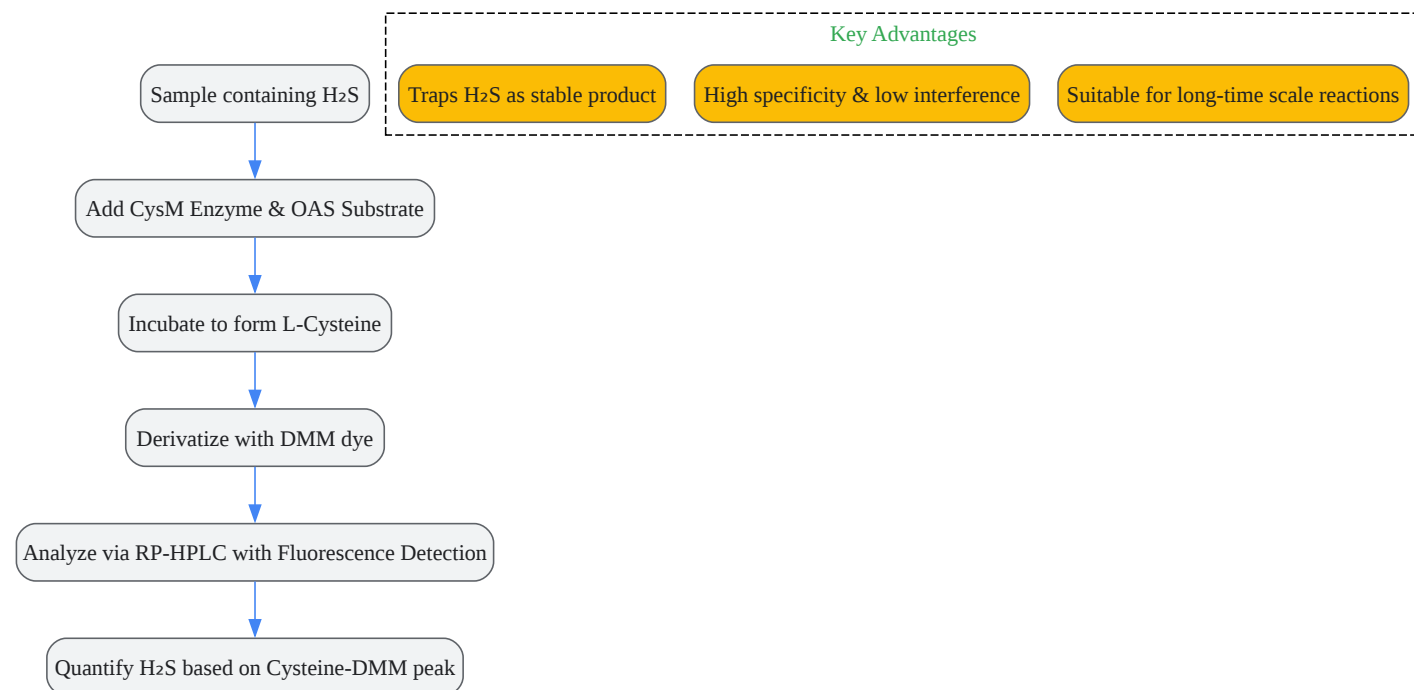 Key Advantages
Sample containing H₂S
Traps H₂S as stable product
High specificity & low interference
Suitable for long-time scale reactions
Add CysM Enzyme & OAS Substrate
Incubate to form L-Cysteine
Derivatize with DMM dye
Analyze via RP-HPLC with Fluorescence Detection
Quantify H₂S based on Cysteine-DMM peak